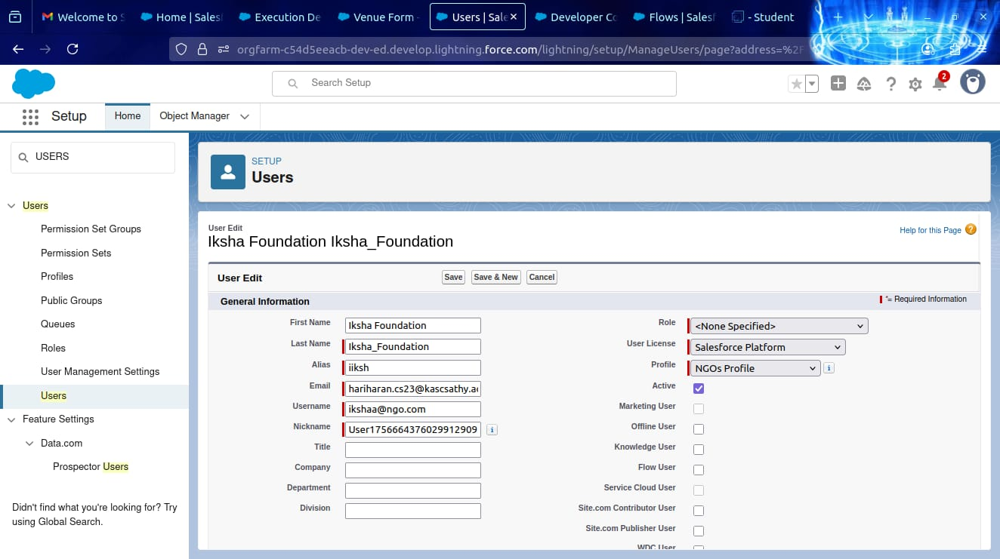 Welcome to S
Home | Salesf
Execution De
Venue Form -
Users | Sale
Developer Co
Flows | Salesf
- Student
orgfarm-c54d5eeacb-dev-ed.develop.lightning.force.com/lightning/setup/ManageUsers/page?address=%2F
Search Setup
2
Setup
Home
Object Manager
USERS
SETUP
Users
Users
Permission Set Groups
Permission Sets
Profiles
Public Groups
Queues
Roles
User Management Settings
Users
Feature Settings
Data.com
Prospector Users
Didn't find what you're looking for? Try
using Global Search.
User Edit
Iksha Foundation Iksha_Foundation
Help for this Page
User Edit
Save
Save & New
Cancel
General Information
*= Required Information
First Name Iksha Foundation
Last Name Iksha_Foundation
Alias iiksh
Email hariharan.cs23@kascsathy.a
Username ikshaa@ngo.com
Nickname User1756664376029912909
Title
Company
Department
Division
Role <None Specified>
User License Salesforce Platform
Profile NGOs Profile
Active
Marketing User
Offline User
Knowledge User
Flow User
Service Cloud User
Site.com Contributor User
Site.com Publisher User
WDC User